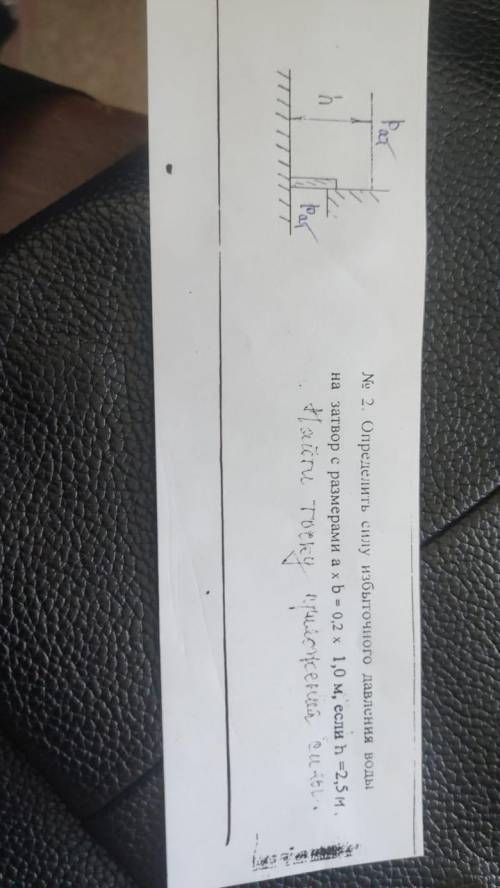 № 2. Определить силу избыточного давления воды
на затвор с размерами a x b = 0,2 x 1,0 м, если h =2,5 м.
Найти точку приложения силы.
Pат
h
Pат